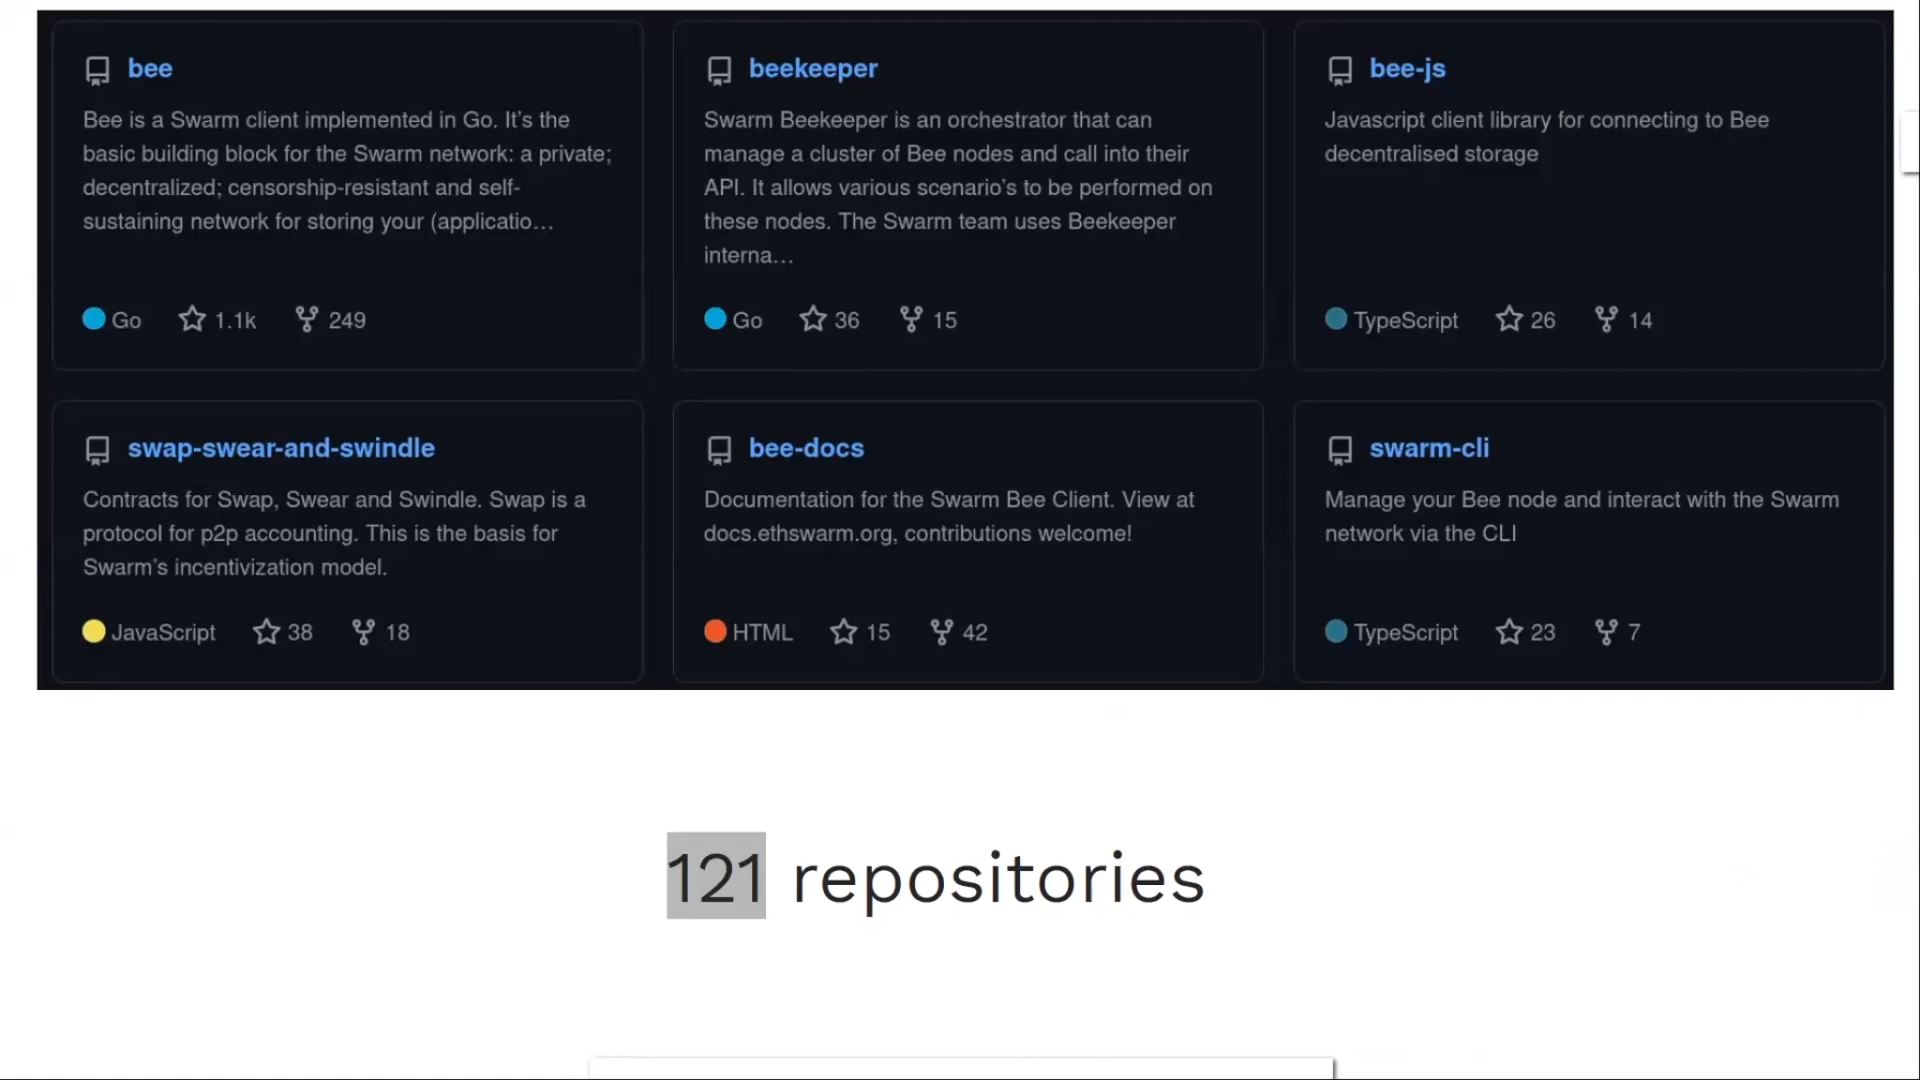 bee
Bee is a Swarm client implemented in Go. It’s the
basic building block for the Swarm network: a private;
decentralized; censorship-resistant and self-
sustaining network for storing your (applicatio…
Go 1.1k 249
beekeeper
Swarm Beekeeper is an orchestrator that can
manage a cluster of Bee nodes and call into their
API. It allows various scenario’s to be performed on
these nodes. The Swarm team uses Beekeeper
interna…
Go 36 15
bee-js
Javascript client library for connecting to Bee
decentralised storage
TypeScript 26 14
swap-swear-and-swindle
Contracts for Swap, Swear and Swindle. Swap is a
protocol for p2p accounting. This is the basis for
Swarm’s incentivization model.
JavaScript 38 18
bee-docs
Documentation for the Swarm Bee Client. View at
docs.ethswarm.org, contributions welcome!
HTML 15 42
swarm-cli
Manage your Bee node and interact with the Swarm
network via the CLI
TypeScript 23 7
121 repositories